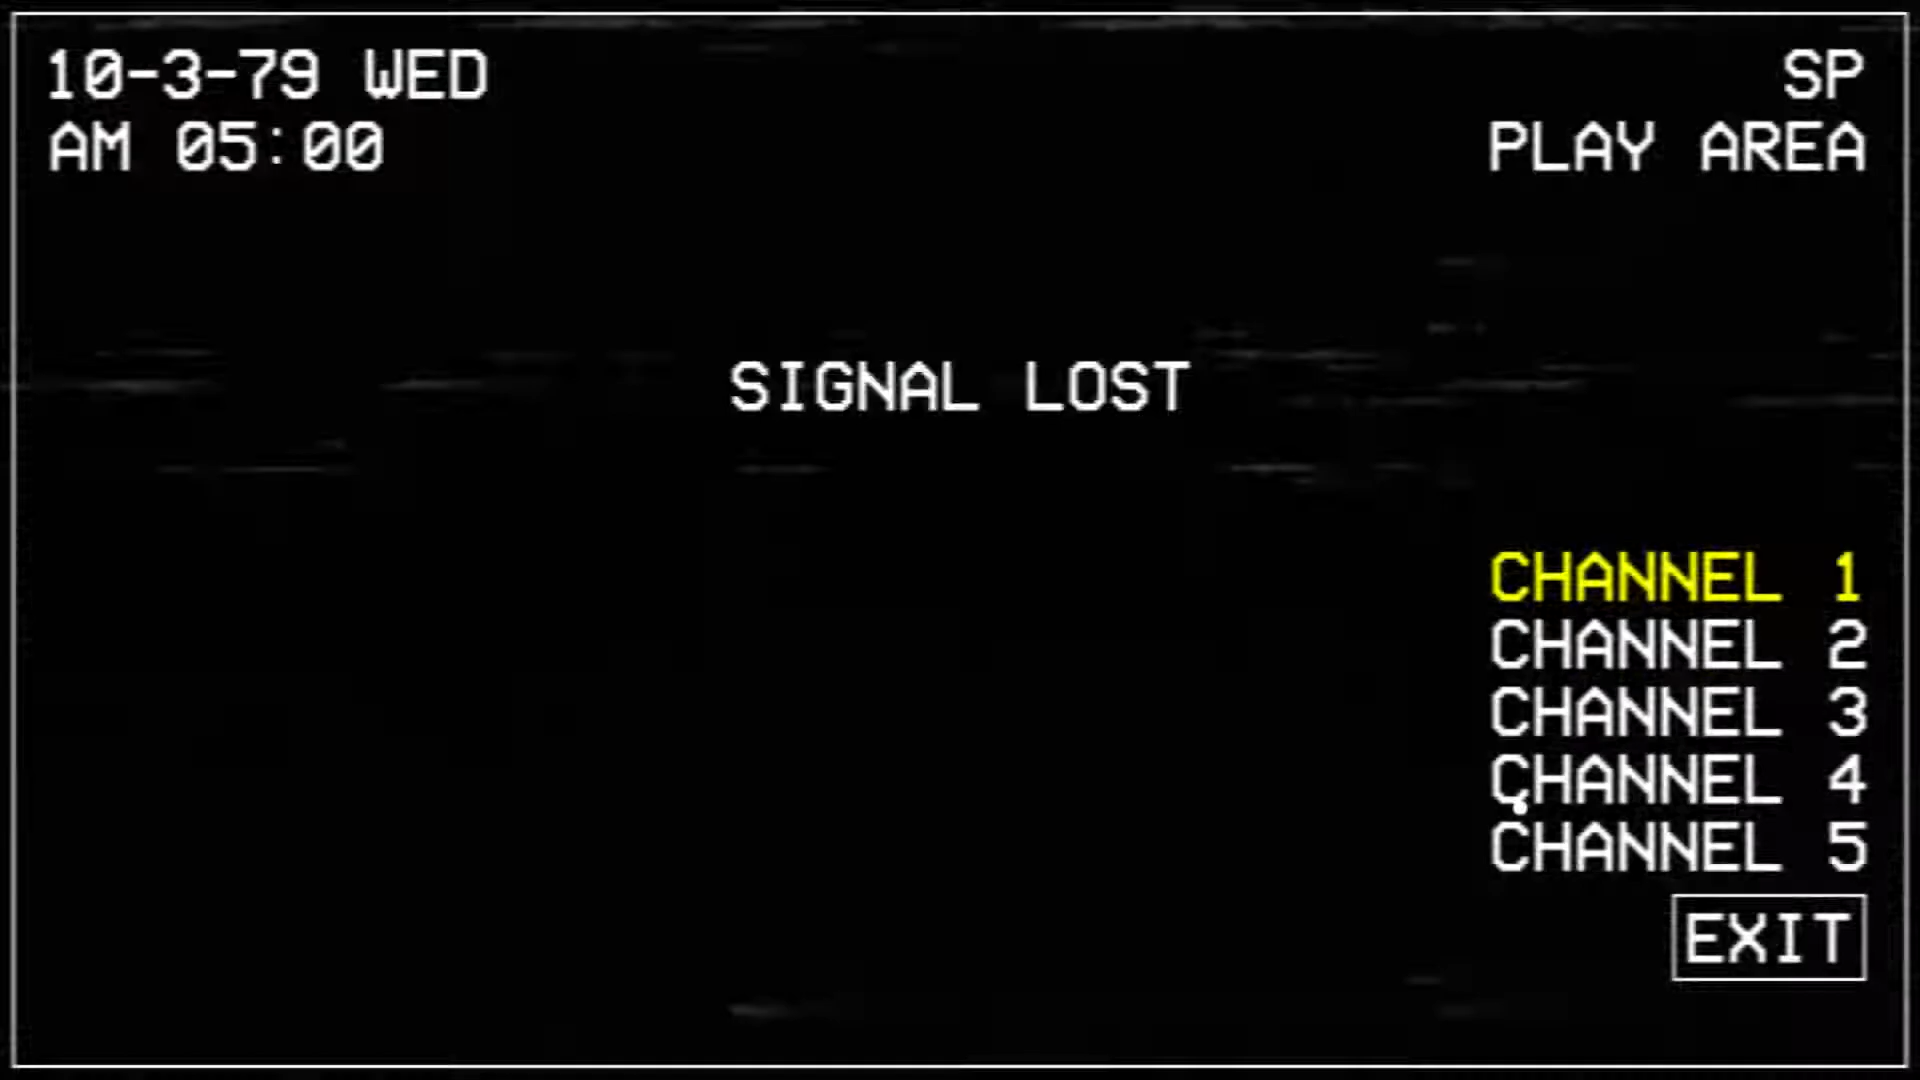 10-3-79 WED
AM 05:00
SP
PLAY AREA
SIGNAL LOST
CHANNEL 1
CHANNEL 2
CHANNEL 3
CHANNEL 4
CHANNEL 5
EXIT